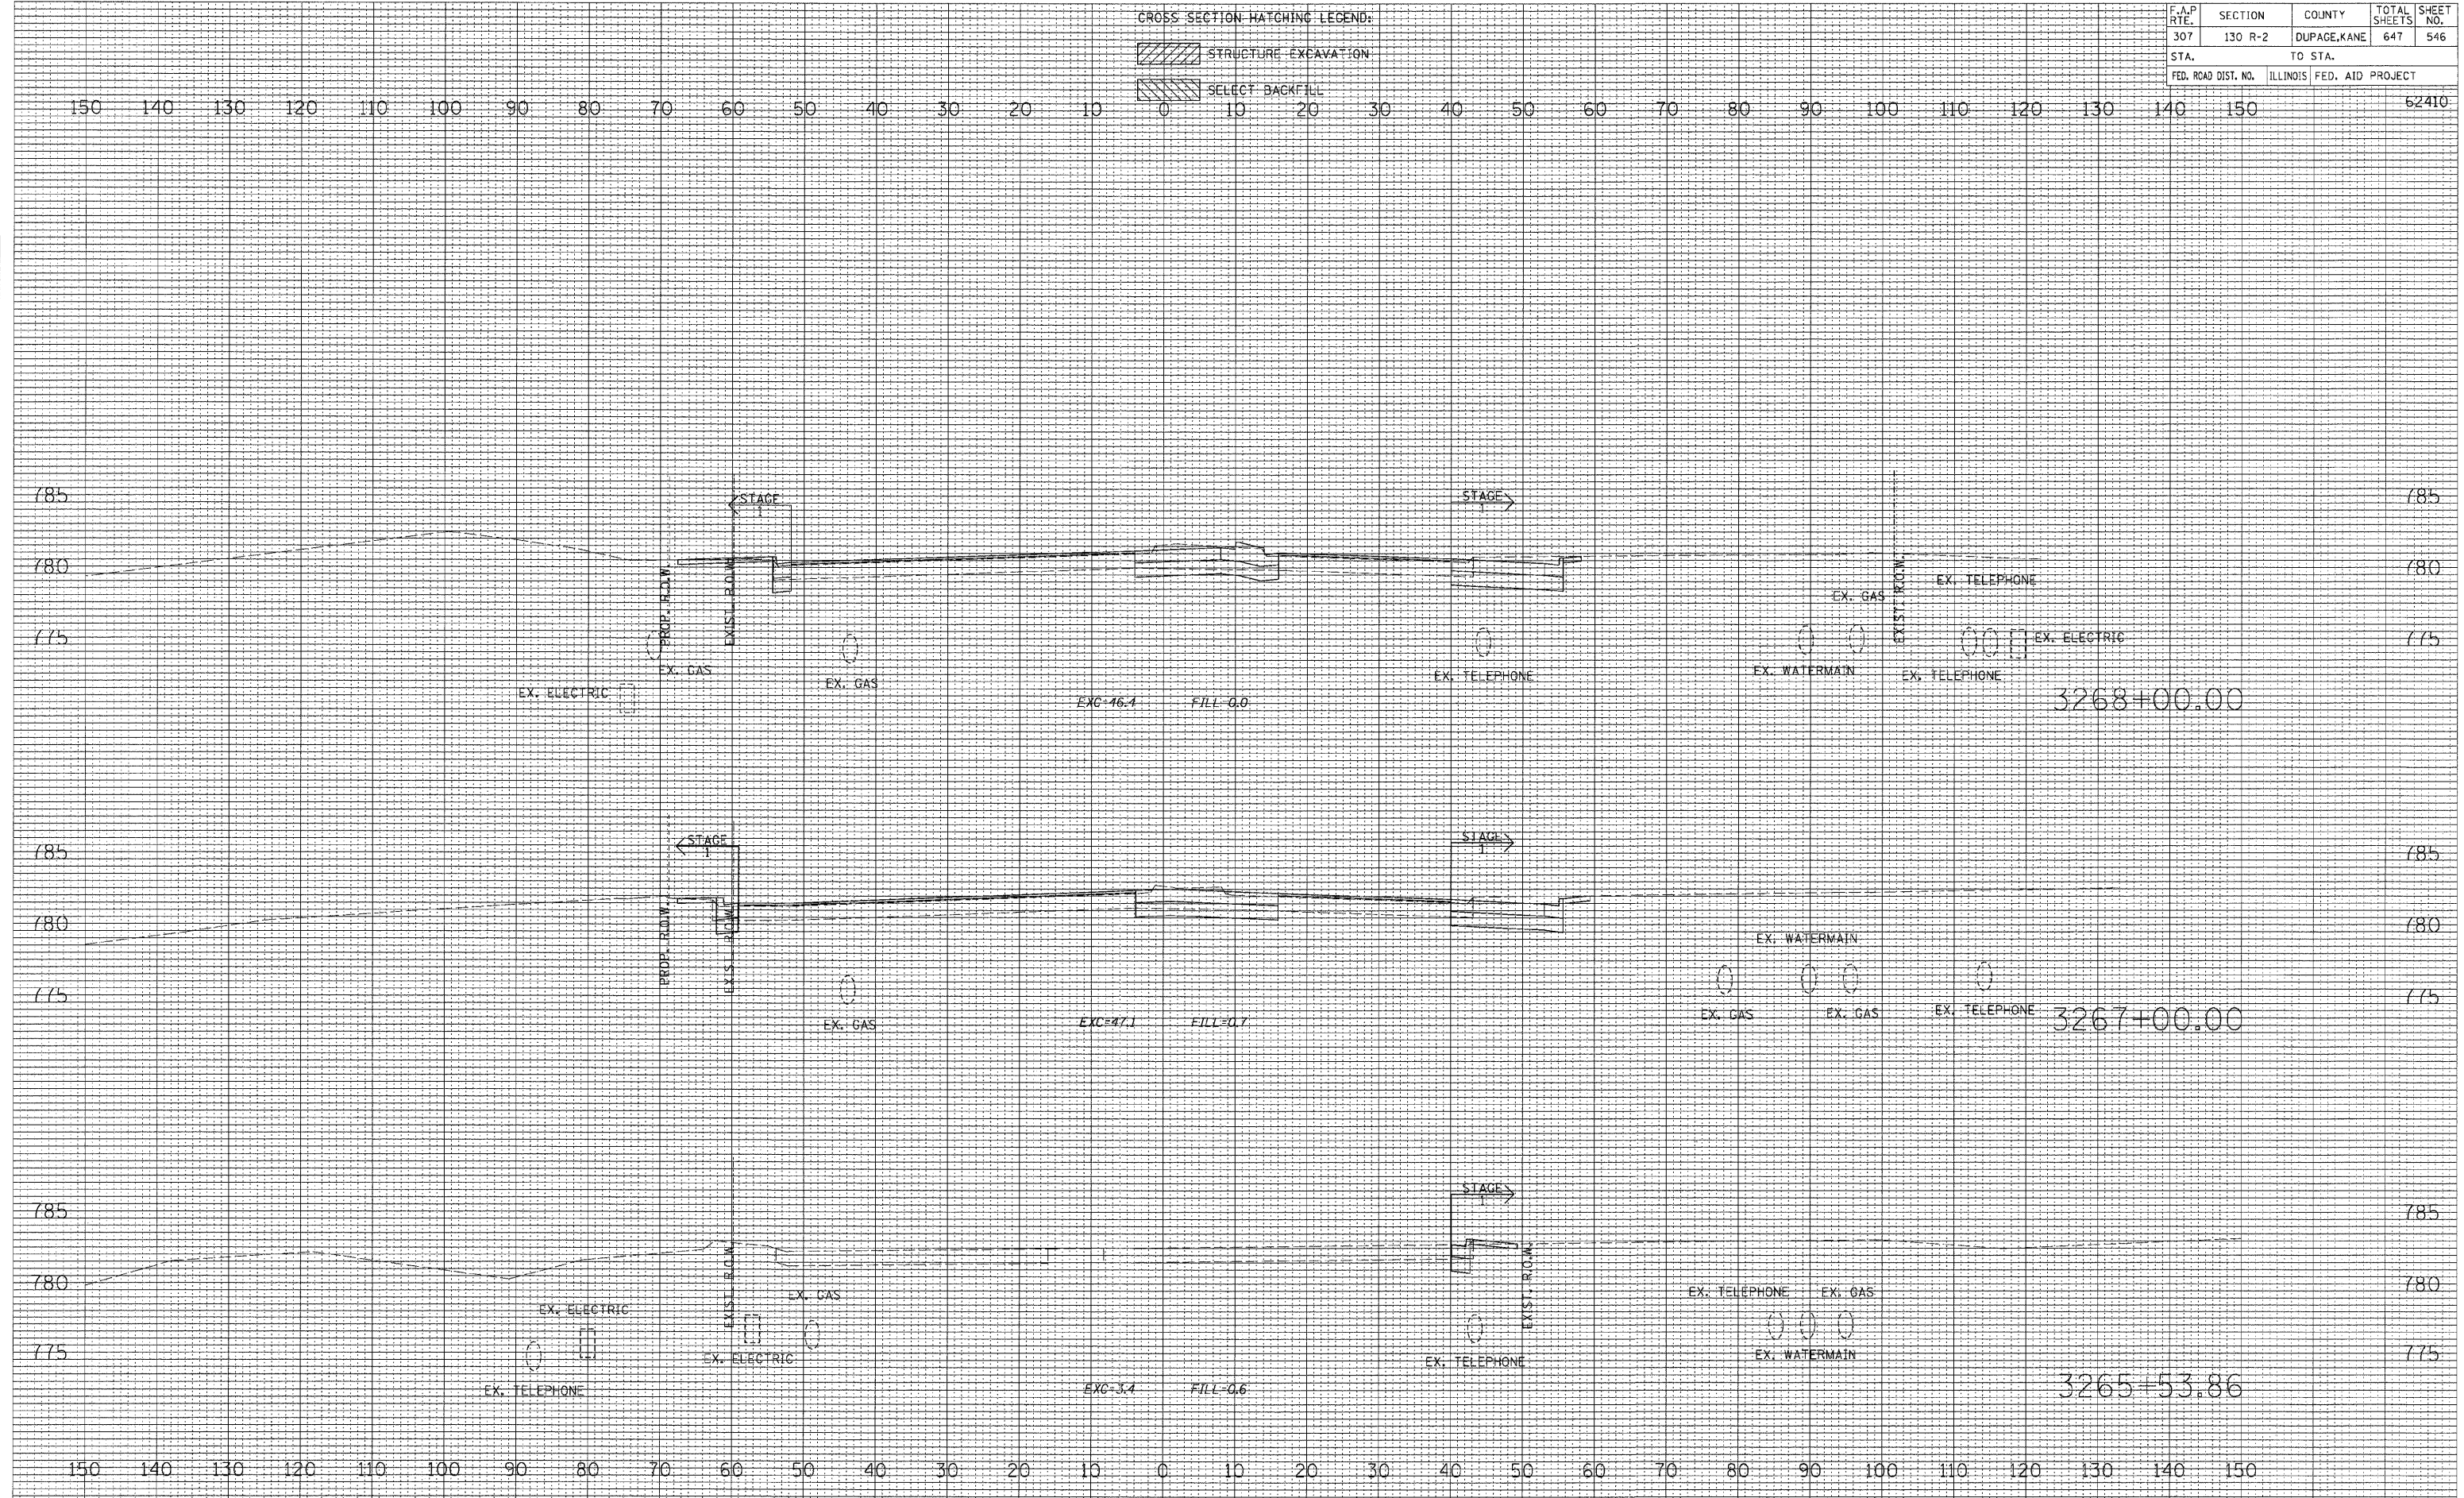 CROSS SECTION HATCHING LEGEND:
STRUCTURE EXCAVATION
SELECT BACKFILL
F.A.P RTE. SECTION COUNTY TOTAL SHEETS SHEET NO.
307 130 R-2 DUPAGE,KANE 647 546
STA. TO STA.
FED. ROAD DIST. NO. ILLINOIS FED. AID PROJECT
62410
150 140 130 120 110 100 90 80 70 60 50 40 30 20 10 0 10 20 30 40 50 60 70 80 90 100 110 120 130 140 150
785 STAGE 1 STAGE 1 785
780 780
PROP. R.O.W. EXIST. R.O.W. EXIST. R.O.W.
EX. TELEPHONE
EX. GAS
775 EX. ELECTRIC 775
EX. GAS EX. GAS EX. TELEPHONE EX. WATERMAIN EX. TELEPHONE
EX. ELECTRIC
EXC=46.4 FILL=0.0 3268+00.00
785 STAGE 1 STAGE 1 785
780 780
PROP. R.O.W. EXIST. R.O.W.
EX. WATERMAIN
775 775
EX. GAS EX. GAS EX. GAS EX. TELEPHONE
EXC=47.1 FILL=0.7 3267+00.00
785 STAGE 1 785
780 780
EXIST. R.O.W. EXIST. R.O.W.
EX. ELECTRIC EX. GAS EX. TELEPHONE EX. GAS
775 775
EX. ELECTRIC EX. TELEPHONE EX. WATERMAIN
EX. TELEPHONE
EXC=3.4 FILL=0.6 3265+53.86
150 140 130 120 110 100 90 80 70 60 50 40 30 20 10 0 10 20 30 40 50 60 70 80 90 100 110 120 130 140 150